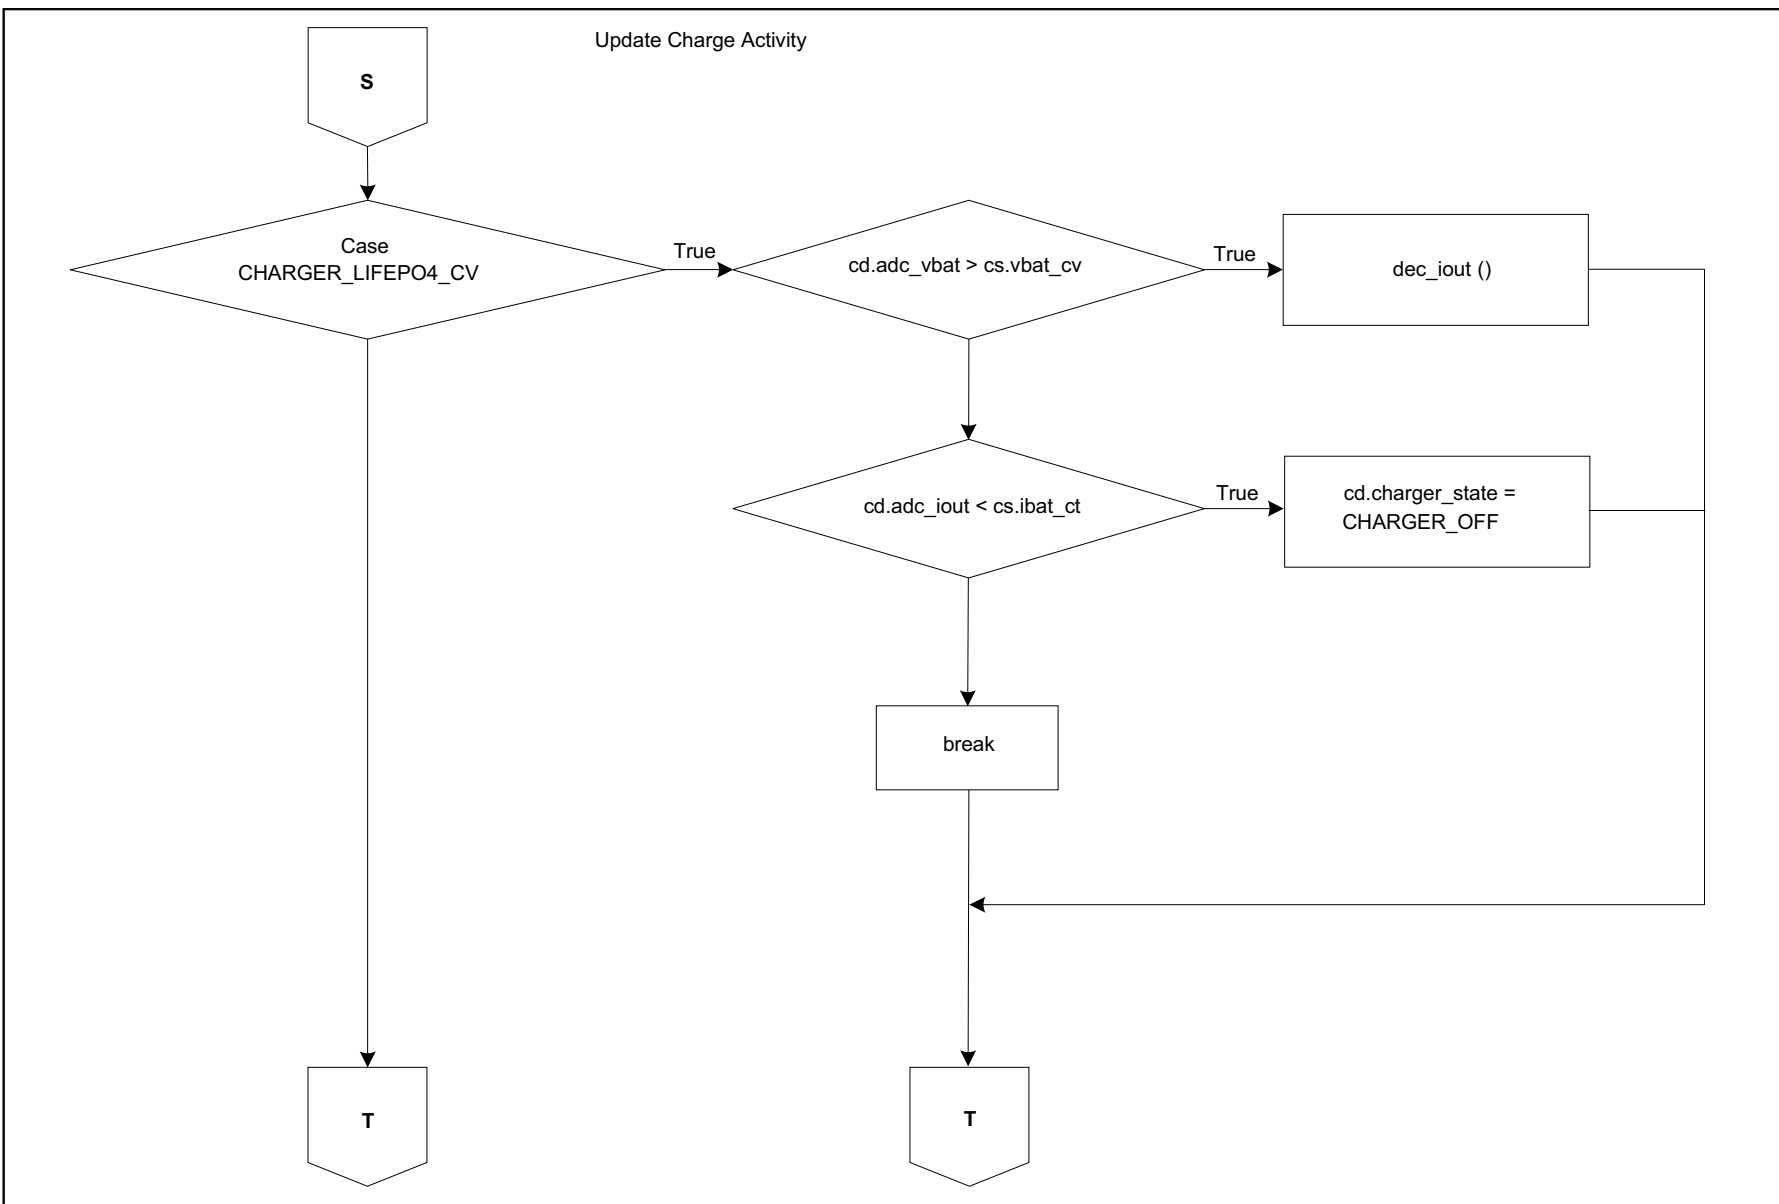 Update Charge Activity
S
Case
CHARGER_LIFEPO4_CV
True
cd.adc_vbat > cs.vbat_cv
True
dec_iout ()
cd.adc_iout < cs.ibat_ct
True
cd.charger_state =
CHARGER_OFF
break
T
T